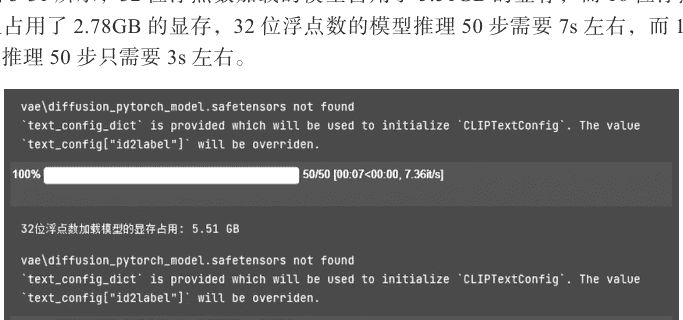 占用了 2.78GB 的显存，32 位浮点数的模型推理 50 步需要 7s 左右，而 1
推理 50 步只需要 3s 左右。
vae\diffusion_pytorch_model.safetensors not found
`text_config_dict` is provided which will be used to initialize `CLIPTextConfig`. The value
`text_config["id2label"]` will be overriden.
100% 50/50 [00:07<00:00, 7.36it/s]
32位浮点数加载模型的显存占用: 5.51 GB
vae\diffusion_pytorch_model.safetensors not found
`text_config_dict` is provided which will be used to initialize `CLIPTextConfig`. The value
`text_config["id2label"]` will be overriden.